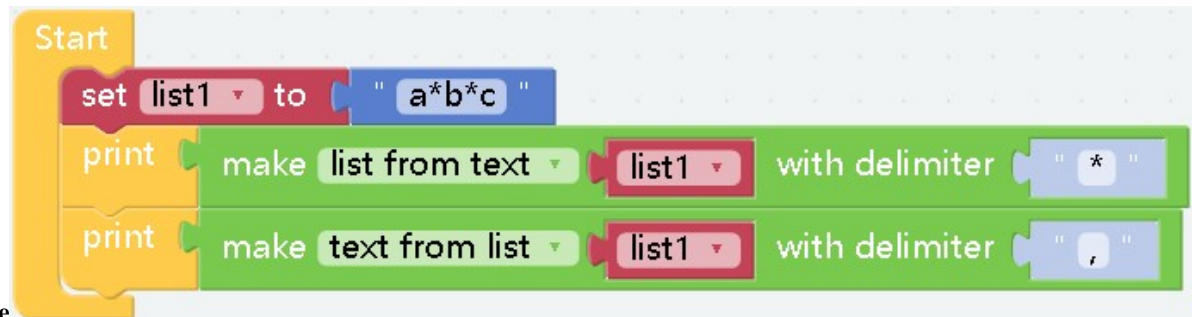 Start
set list1 to " a*b*c "
print make list from text list1 with delimiter " * "
print make text from list list1 with delimiter " , "
e